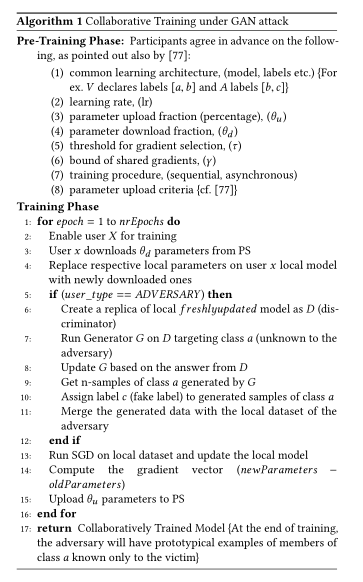 Algorithm 1 Collaborative Training under GAN attack
Pre-Training Phase: Participants agree in advance on the follow-
ing, as pointed out also by [77]:
(1) common learning architecture, (model, labels etc.) {For
ex. V declares labels [a, b] and A labels [b, c]}
(2) learning rate, (lr)
(3) parameter upload fraction (percentage), (θu)
(4) parameter download fraction, (θd)
(5) threshold for gradient selection, (τ)
(6) bound of shared gradients, (γ)
(7) training procedure, (sequential, asynchronous)
(8) parameter upload criteria {cf. [77]}
Training Phase
1: for epoch = 1 to nrEpochs do
2: Enable user X for training
3: User x downloads θd parameters from PS
4: Replace respective local parameters on user x local model
with newly downloaded ones
5: if (user_type == ADVERSARY) then
6: Create a replica of local freshlyupdated model as D (dis-
criminator)
7: Run Generator G on D targeting class a (unknown to the
adversary)
8: Update G based on the answer from D
9: Get n-samples of class a generated by G
10: Assign label c (fake label) to generated samples of class a
11: Merge the generated data with the local dataset of the
adversary
12: end if
13: Run SGD on local dataset and update the local model
14: Compute the gradient vector (newParameters −
oldParameters)
15: Upload θu parameters to PS
16: end for
17: return Collaboratively Trained Model {At the end of training,
the adversary will have prototypical examples of members of
class a known only to the victim}